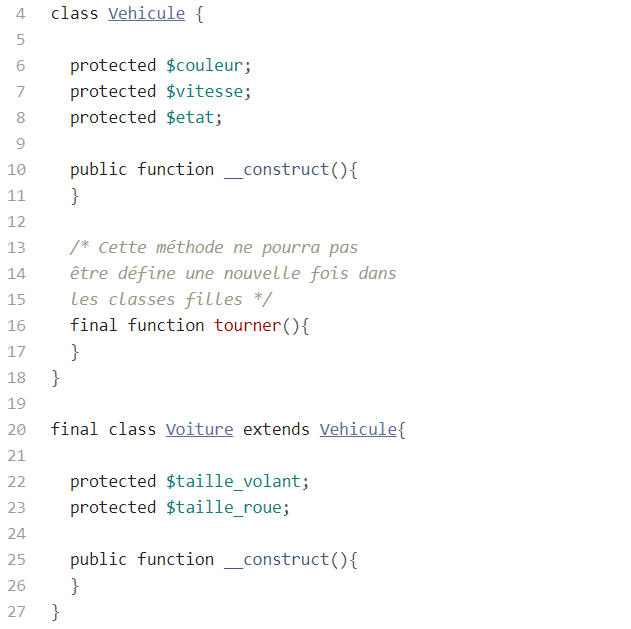 4 class Vehicule {
5
6 protected $couleur;
7 protected $vitesse;
8 protected $etat;
9
10 public function __construct(){
11 }
12
13 /* Cette méthode ne pourra pas
14 être défine une nouvelle fois dans
15 les classes filles */
16 final function tourner(){
17 }
18 }
19
20 final class Voiture extends Vehicule{
21
22 protected $taille_volant;
23 protected $taille_roue;
24
25 public function __construct(){
26 }
27 }